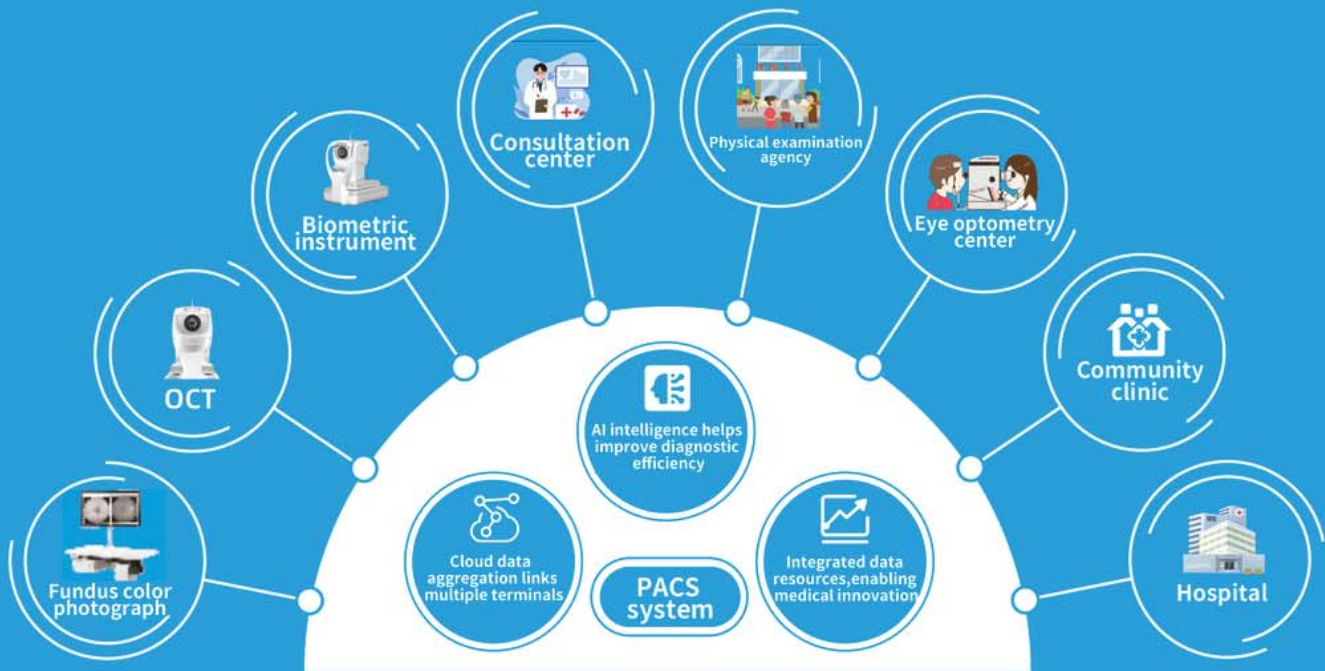 Consultation
center
Physical examination
agency
Biometric
instrument
Eye optometry
center
OCT
Community
clinic
AI intelligence helps
improve diagnostic
efficiency
Fundus color
photograph
Cloud data
aggregation links
multiple terminals
PACS
system
Integrated data
resources,enabling
medical innovation
Hospital